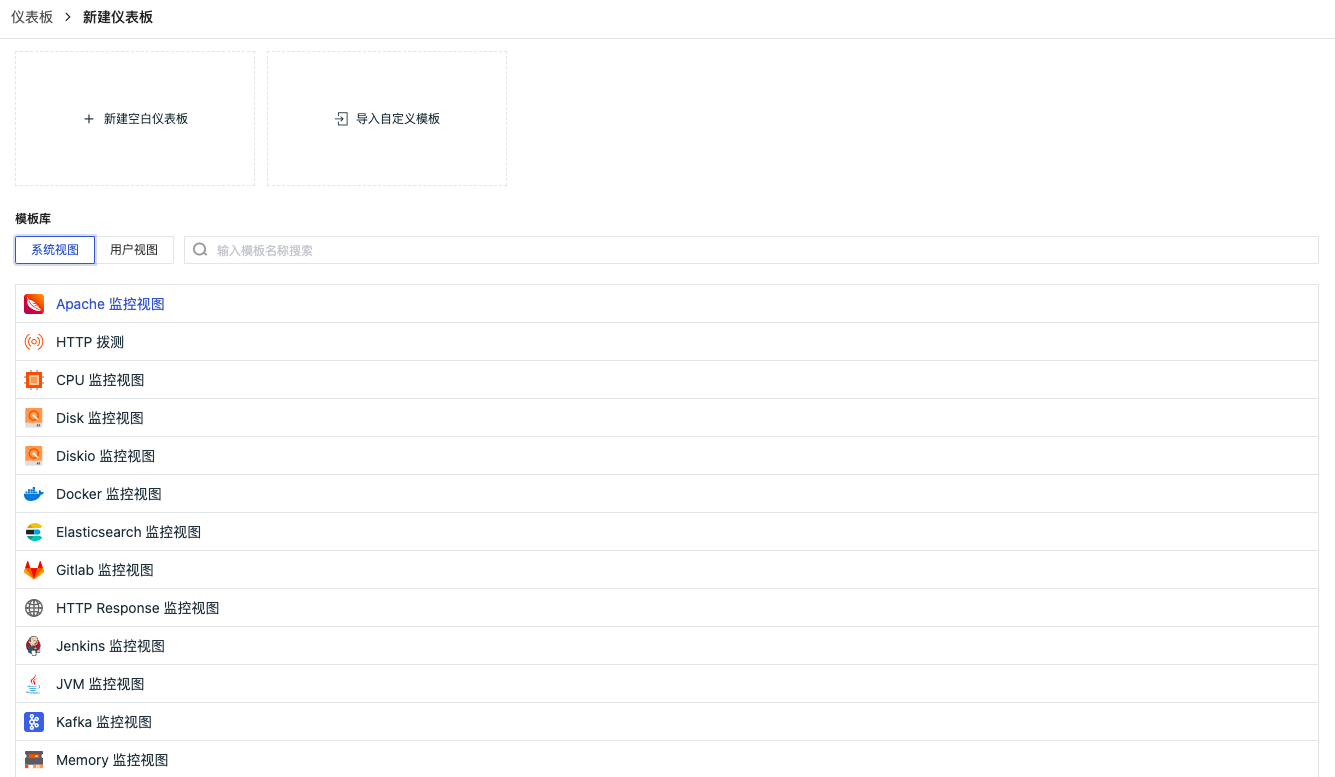 仪表板 > 新建仪表板
+ 新建空白仪表板
导入自定义模板
模板库
系统视图 用户视图 输入模板名称搜索
Apache 监控视图
HTTP 拨测
CPU 监控视图
Disk 监控视图
Diskio 监控视图
Docker 监控视图
Elasticsearch 监控视图
Gitlab 监控视图
HTTP Response 监控视图
Jenkins 监控视图
JVM 监控视图
Kafka 监控视图
Memory 监控视图